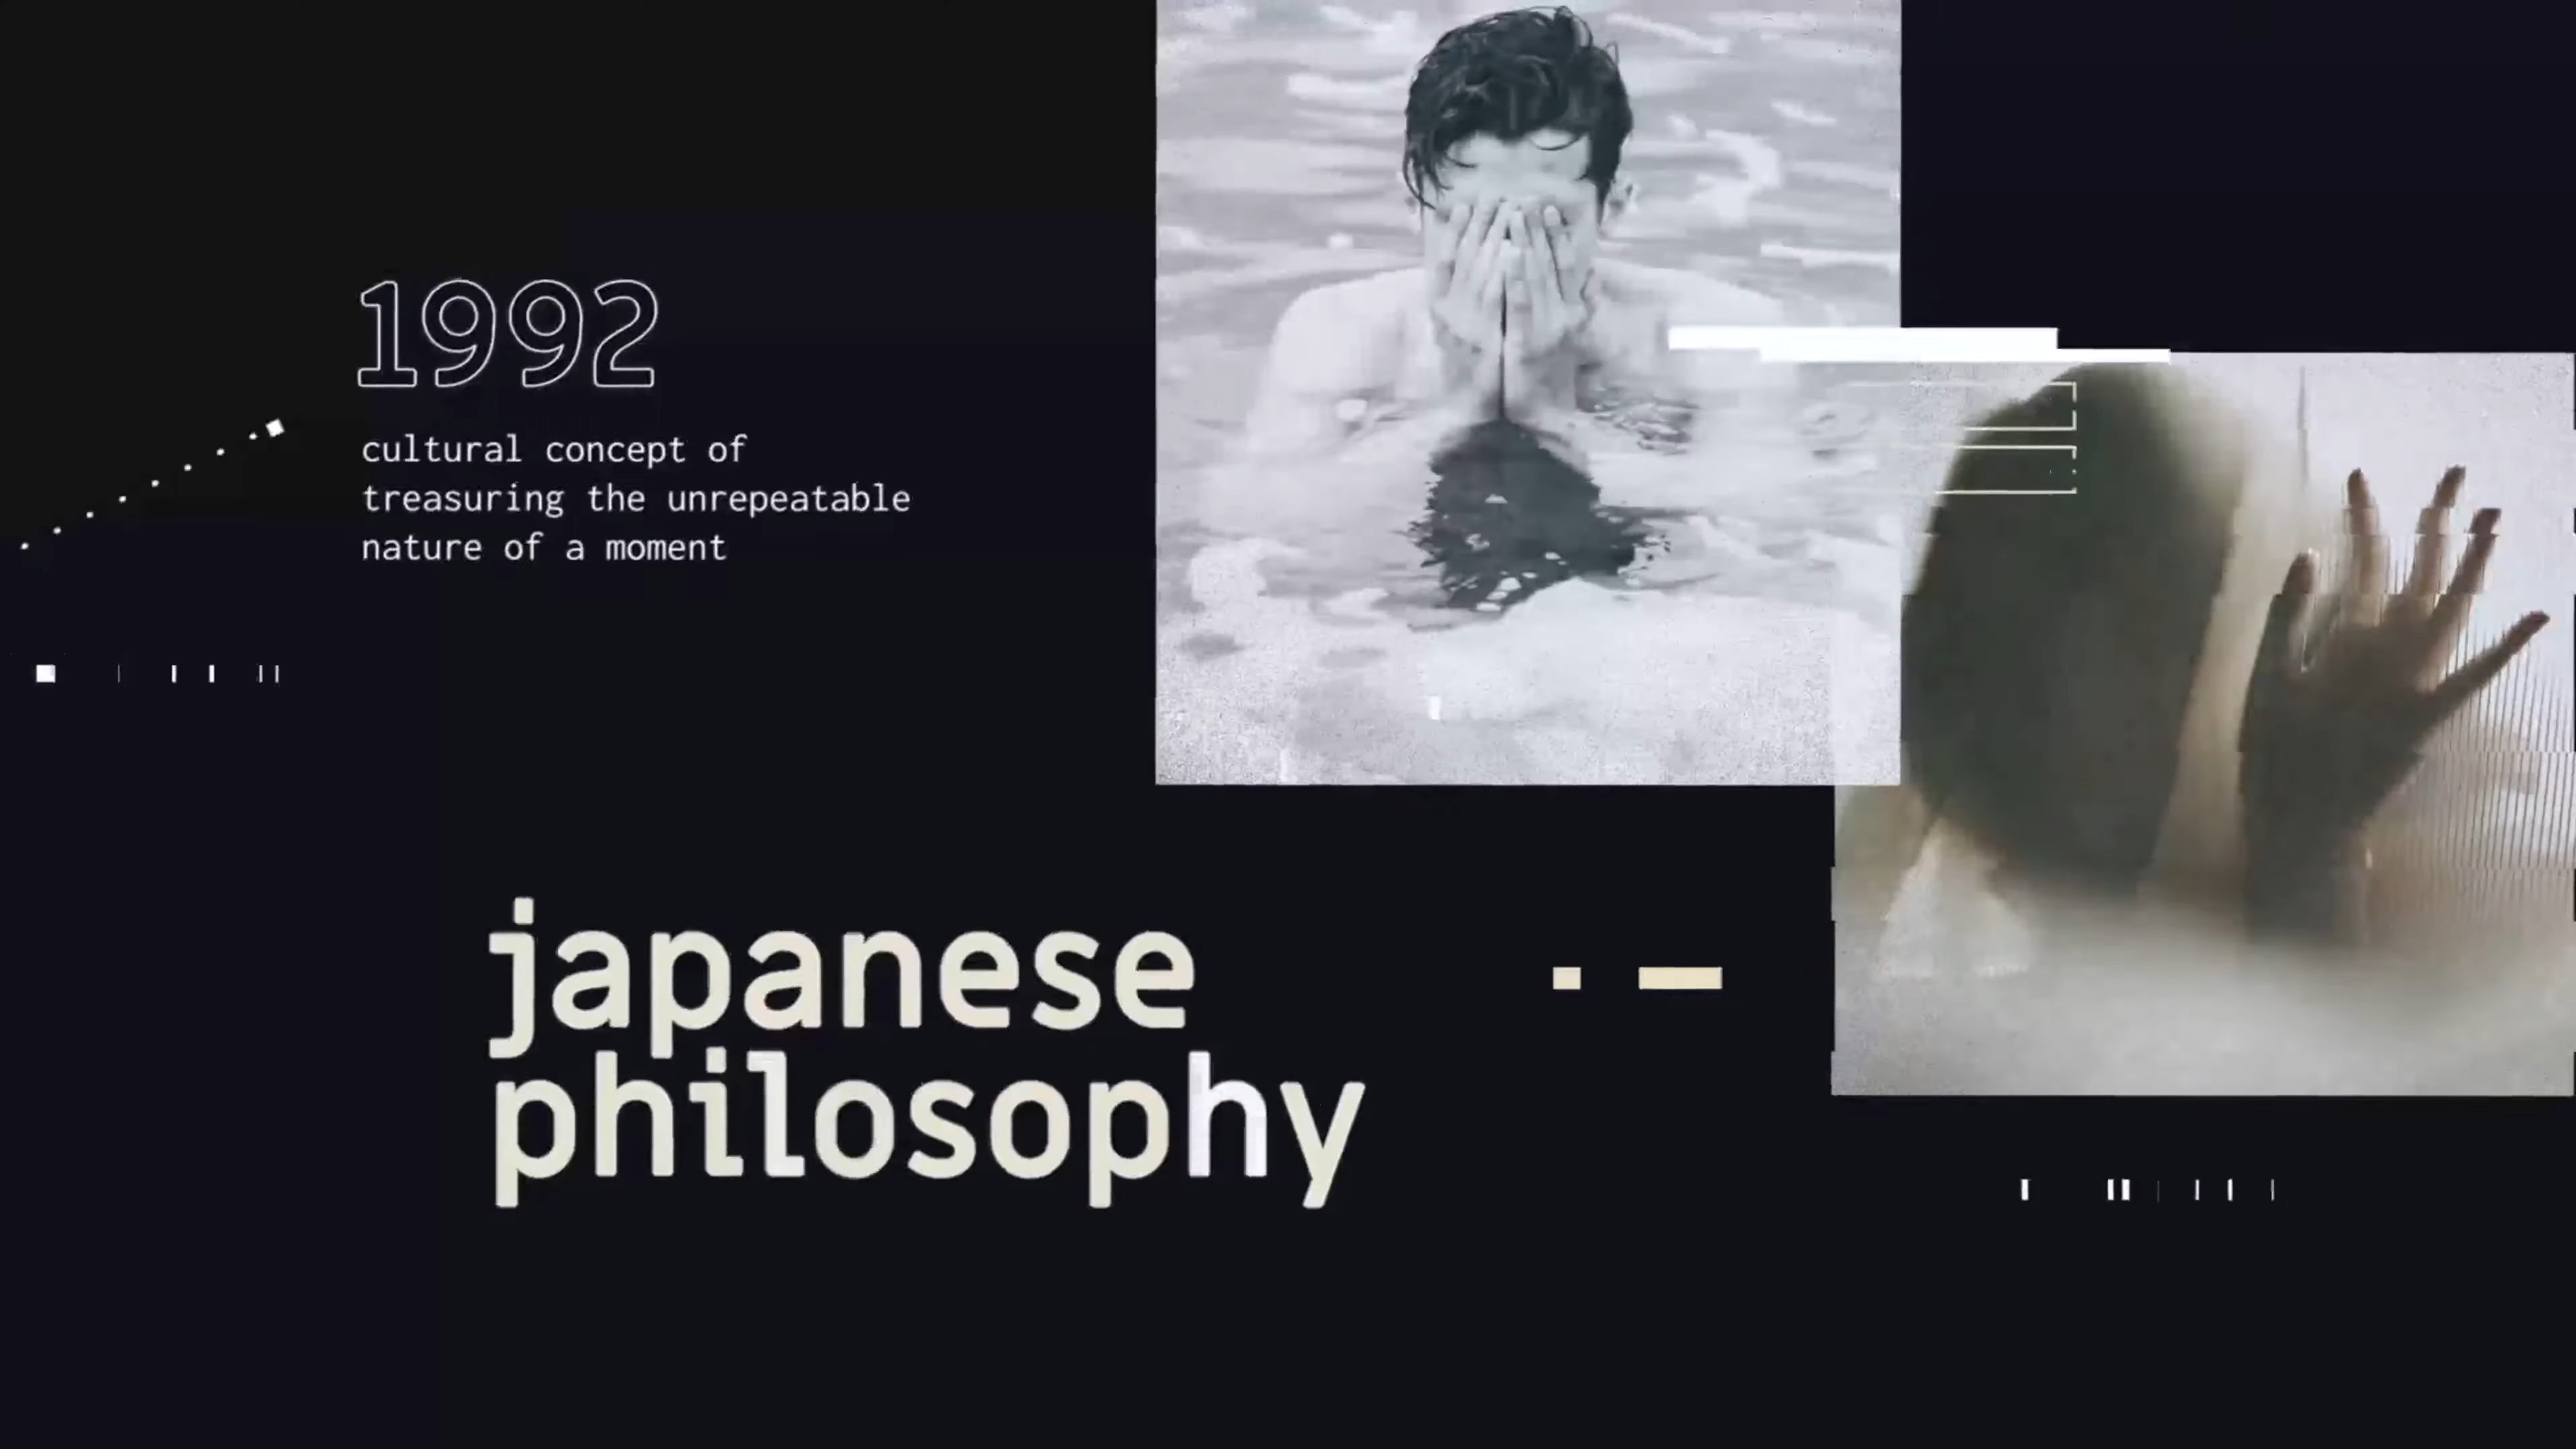 1992
cultural concept of
treasuring the unrepeatable
nature of a moment
japanese
philosophy